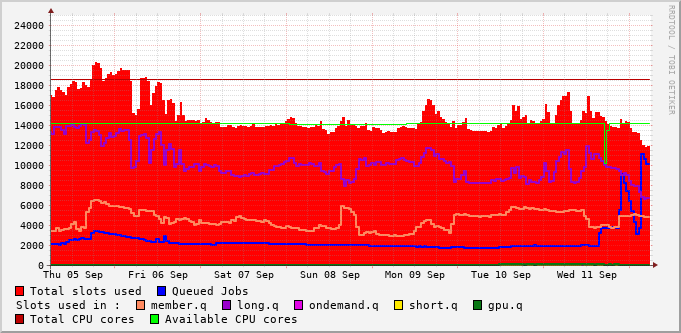 24000
22000
20000
18000
16000
14000
12000
10000
8000
6000
4000
2000
0
Thu 05 Sep Fri 06 Sep Sat 07 Sep Sun 08 Sep Mon 09 Sep Tue 10 Sep Wed 11 Sep
Total slots used Queued Jobs
Slots used in : member.q long.q ondemand.q short.q gpu.q
Total CPU cores Available CPU cores
RRDTOOL / TOBI OETIKER